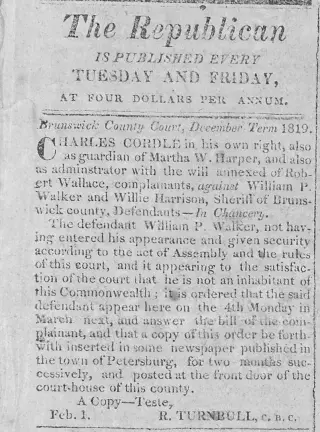 The Republican
IS PUBLISHED EVERY
TUESDAY AND FRIDAY,
AT FOUR DOLLARS PER ANNUM.
Brunswick County Court, December Term 1819.
CHARLES CORDLE in his own right, also
as guardian of Martha W. Harper, and also
as adminstrator with the will annexed of Rob-
ert Wallace, complainants, against William P.
Walker and Willie Harrison, Sheriff of Bruns-
wick county, Defendants—In Chancery.
The defendant William P. Walker, not hav-
ing entered his appearance and given security
according to the act of Assembly and the rules
of this court, and it appearing to the satisfac-
tion of the court that he is not an inhabitant of
this Commonwealth; it is ordered that the said
defendant appear here on the 4th Monday in
March next, and answer the bill of the com-
plainant, and that a copy of this order be forth-
with inserted in some newspaper published in
the town of Petersburg, for two months suc-
cessively, and posted at the front door of the
court-house of this county.
A Copy—Teste,
Feb. 1. R. TURNBULL, C. B. C.